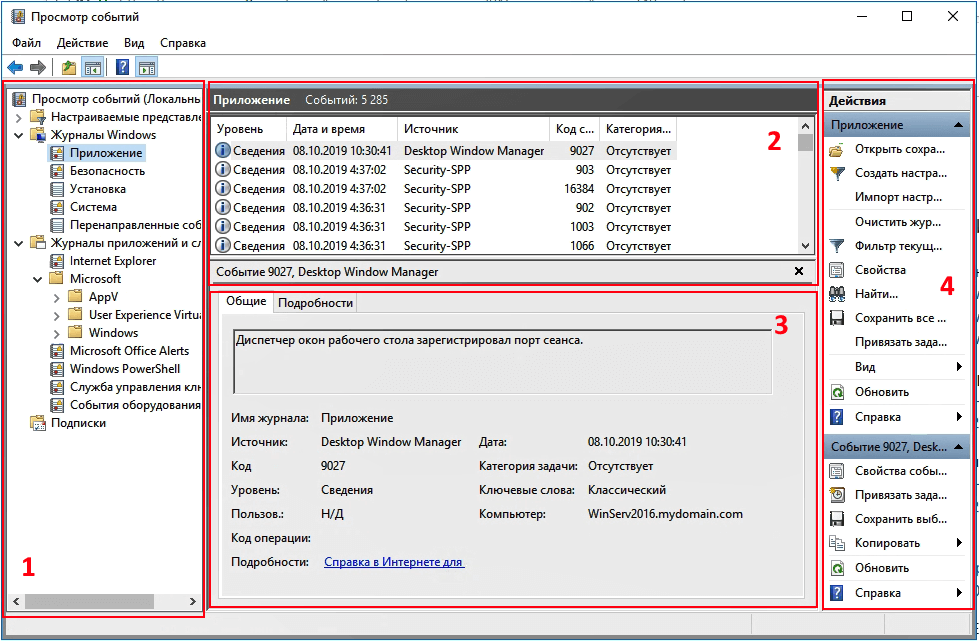 Просмотр событий
Файл Действие Вид Справка
Просмотр событий (Локальнь
Настраиваемые представле
Журналы Windows
Приложение
Безопасность
Установка
Система
Перенаправленные соб
Журналы приложений и сл
Internet Explorer
Microsoft
AppV
User Experience Virtua
Windows
Microsoft Office Alerts
Windows PowerShell
Служба управления клн
События оборудования
Подписки
1
Приложение Событий: 5 285
Уровень Дата и время Источник Код с... Категория...
Сведения 08.10.2019 10:30:41 Desktop Window Manager 9027 Отсутствует
Сведения 08.10.2019 4:37:02 Security-SPP 903 Отсутствует
Сведения 08.10.2019 4:37:02 Security-SPP 16384 Отсутствует
Сведения 08.10.2019 4:36:31 Security-SPP 902 Отсутствует
Сведения 08.10.2019 4:36:31 Security-SPP 1003 Отсутствует
Сведения 08.10.2019 4:36:31 Security-SPP 1066 Отсутствует
2
Событие 9027, Desktop Window Manager
Общие Подробности
3
Диспетчер окон рабочего стола зарегистрировал порт сеанса.
Имя журнала: Приложение
Источник: Desktop Window Manager Дата: 08.10.2019 10:30:41
Код 9027 Категория задачи: Отсутствует
Уровень: Сведения Ключевые слова: Классический
Пользов.: Н/Д Компьютер: WinServ2016.mydomain.com
Код операции:
Подробности: Справка в Интернете для
Действия
Приложение
Открыть сохра...
Создать настра...
Импорт настр...
Очистить жур...
Фильтр текущ...
Свойства
Найти...
4
Сохранить все ...
Привязать зада...
Вид
Обновить
Справка
Событие 9027, Desk...
Свойства собы...
Привязать зада...
Сохранить выб...
Копировать
Обновить
Справка